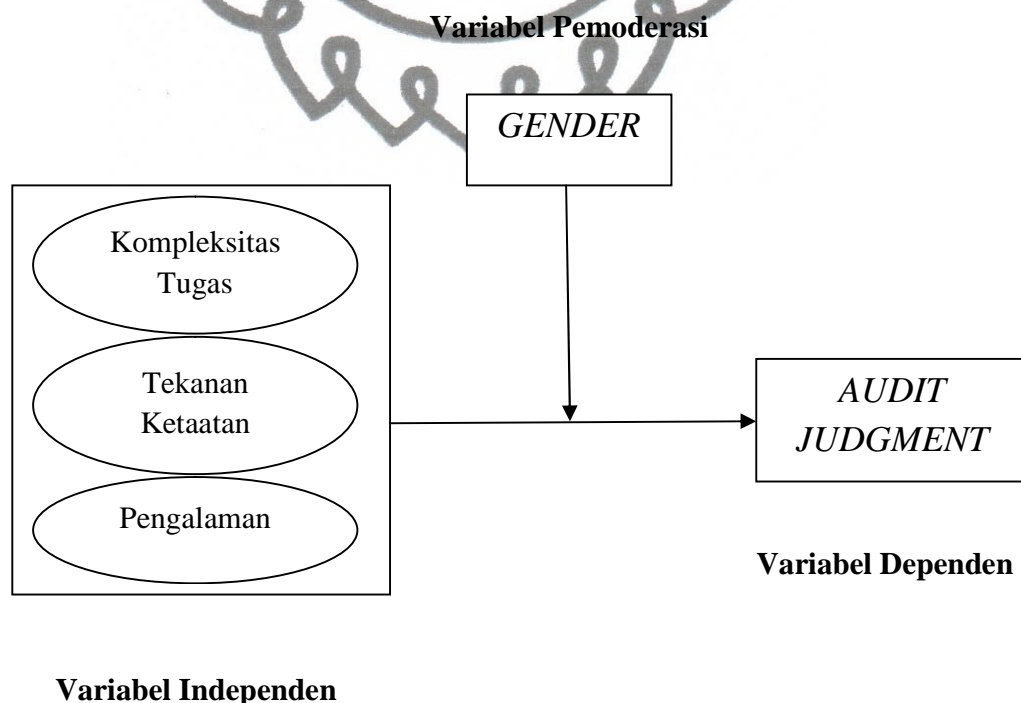 Variabel Pemoderasi
GENDER
Kompleksitas
Tugas
Tekanan
Ketaatan
Pengalaman
AUDIT
JUDGMENT
Variabel Dependen
Variabel Independen